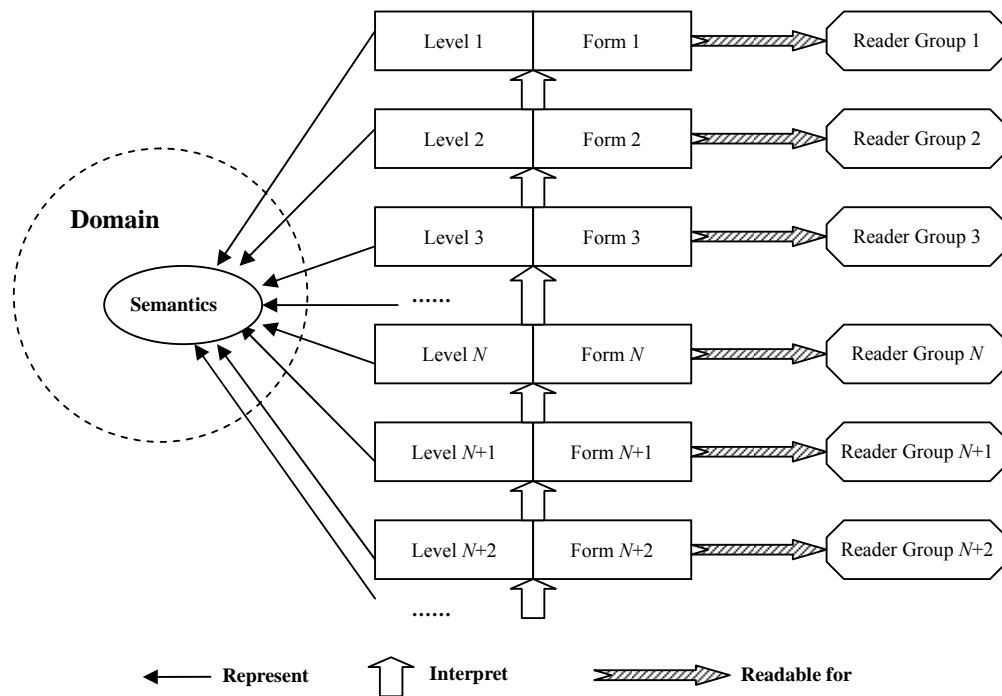 Level 1 Form 1 Reader Group 1
Level 2 Form 2 Reader Group 2
Domain
Level 3 Form 3 Reader Group 3
Semantics
......
Level N Form N Reader Group N
Level N+1 Form N+1 Reader Group N+1
Level N+2 Form N+2 Reader Group N+2
......
Represent Interpret Readable for